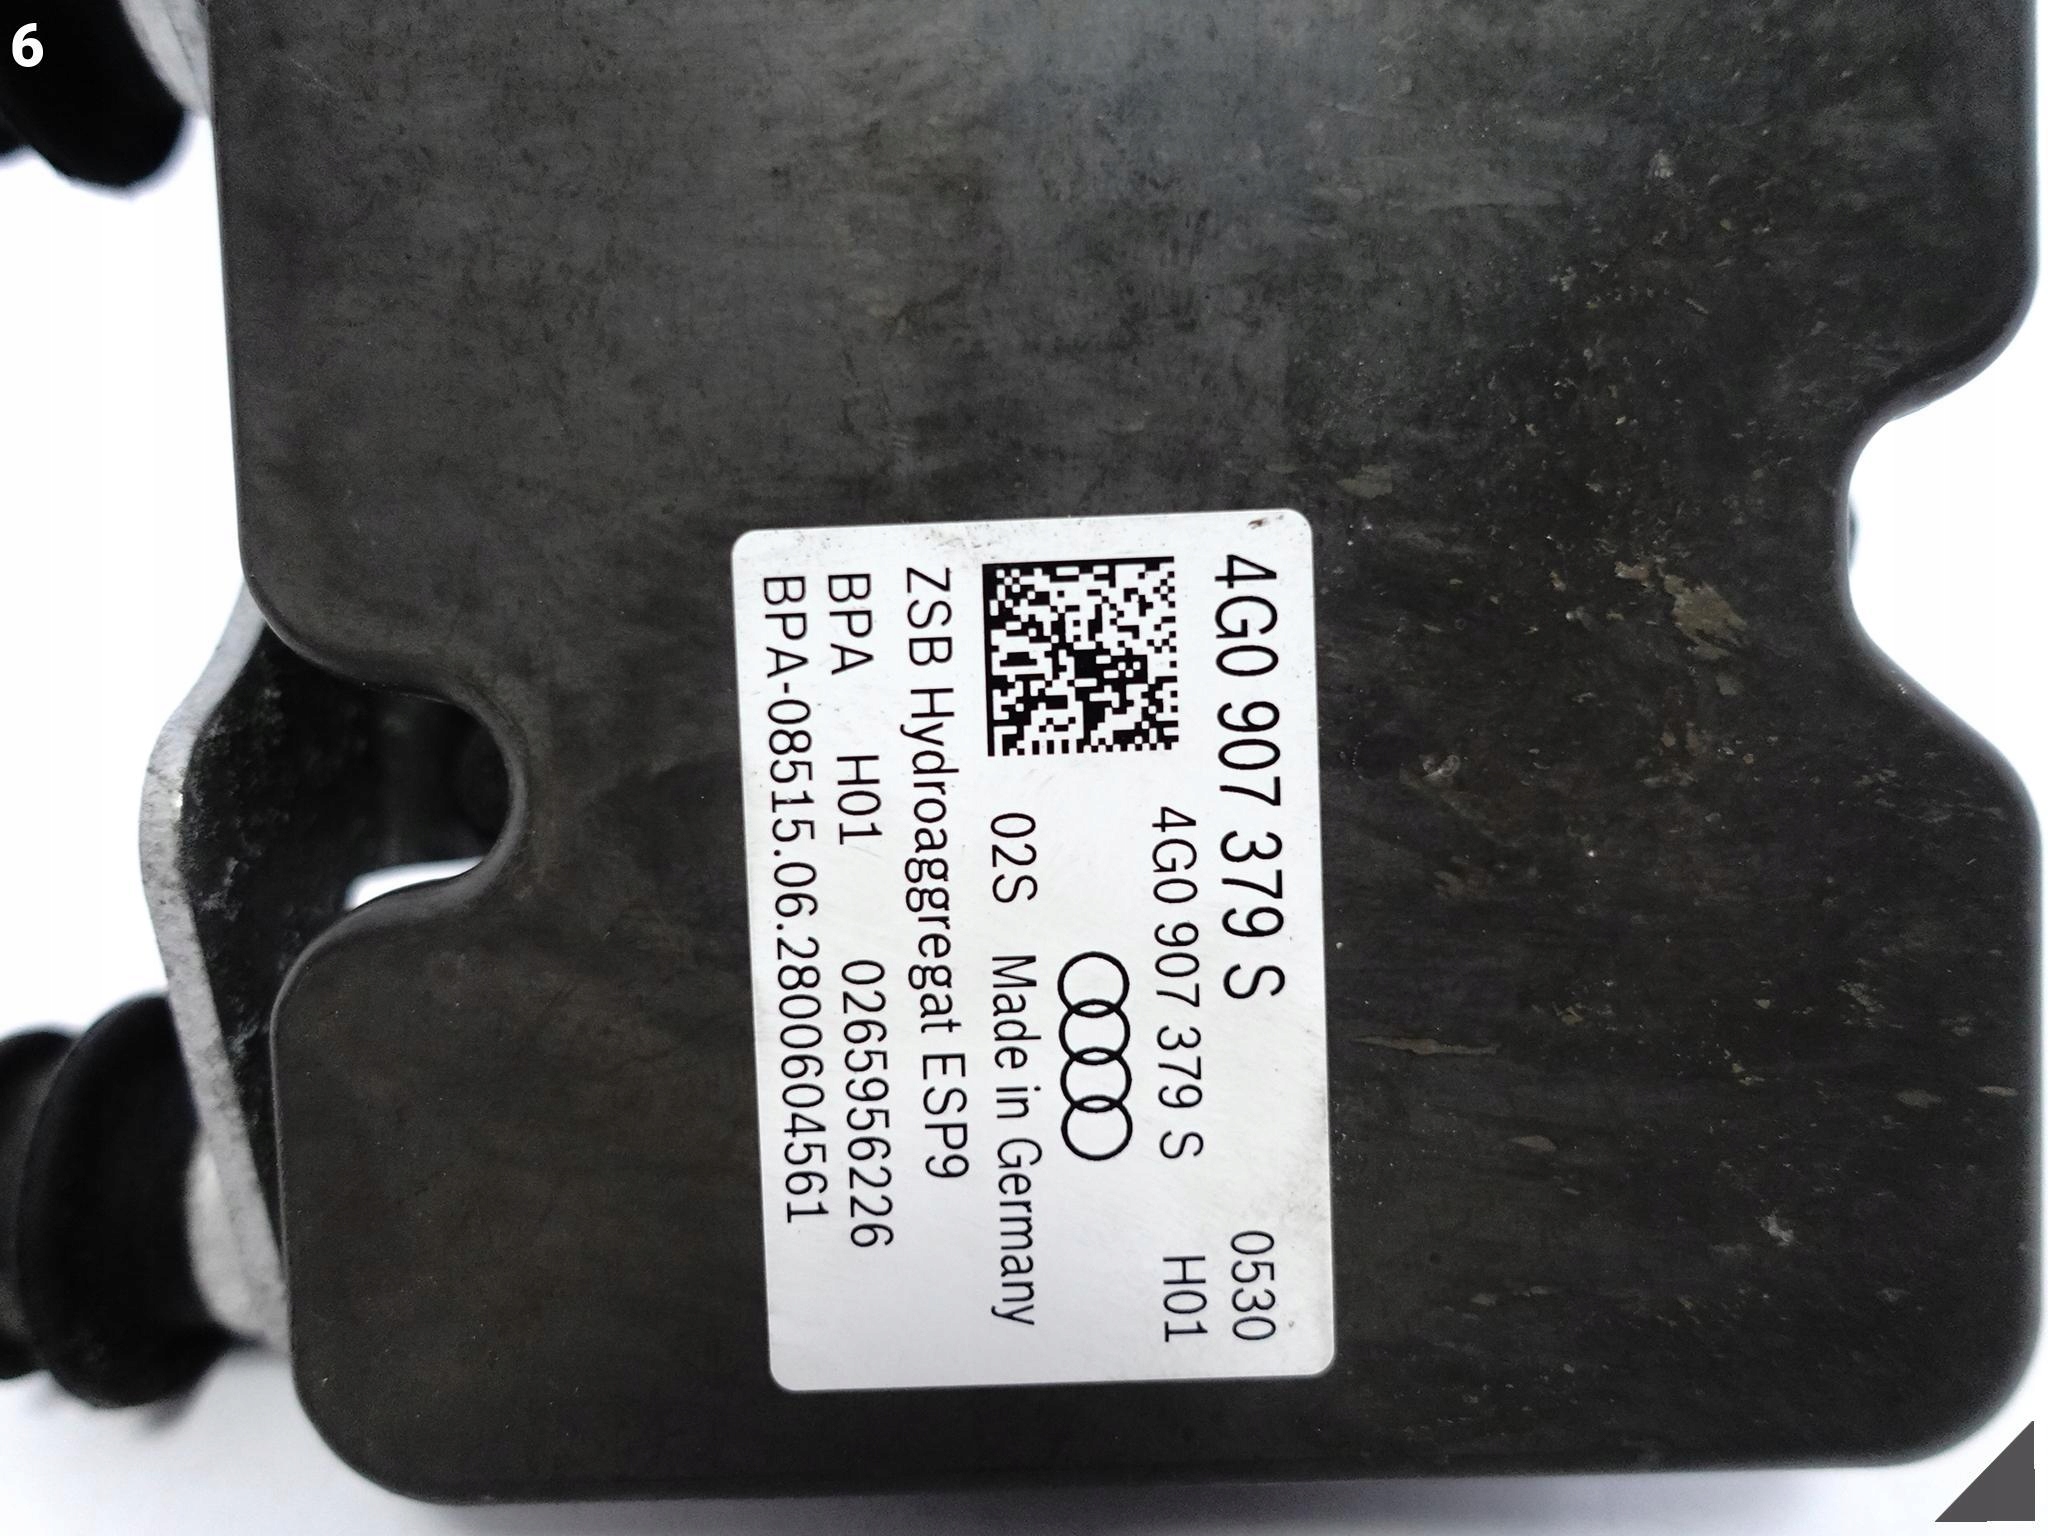 6
4G0 907 379 S 0530
4G0 907 379 S H01
02S Made in Germany
ZSB Hydroaggregat ESP9
BPA H01 0265956226
BPA-08515.06.2800604561